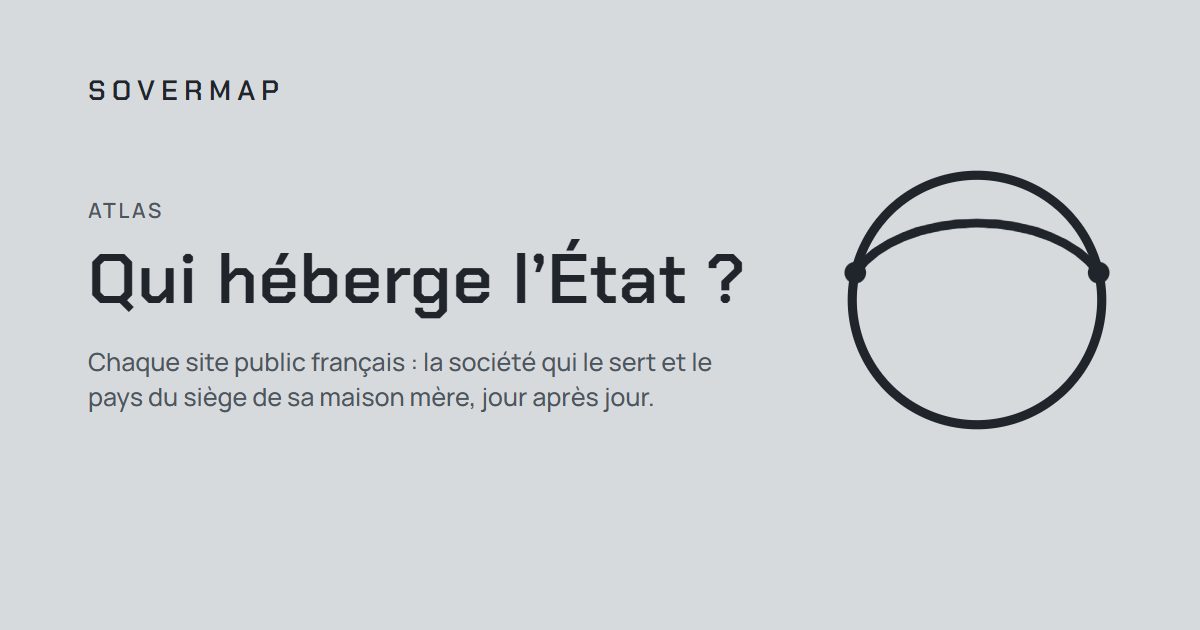 SOVERMAP
ATLAS
Qui héberge l’État ?
Chaque site public français : la société qui le sert et le
pays du siège de sa maison mère, jour après jour.